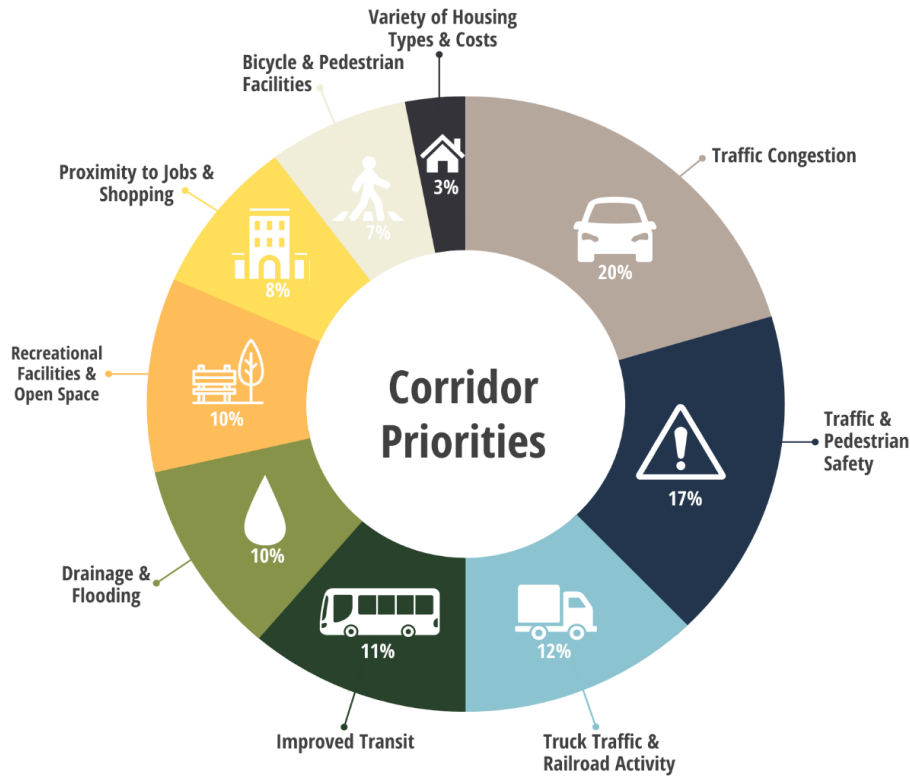 Variety of Housing
Types & Costs
Bicycle & Pedestrian
Facilities
3%
Traffic Congestion
Proximity to Jobs &
Shopping
7%
20%
8%
Recreational
Facilities &
Open Space
10%
Corridor
Priorities
Traffic &
Pedestrian
Safety
17%
10%
Drainage &
Flooding
11%
12%
Improved Transit
Truck Traffic &
Railroad Activity